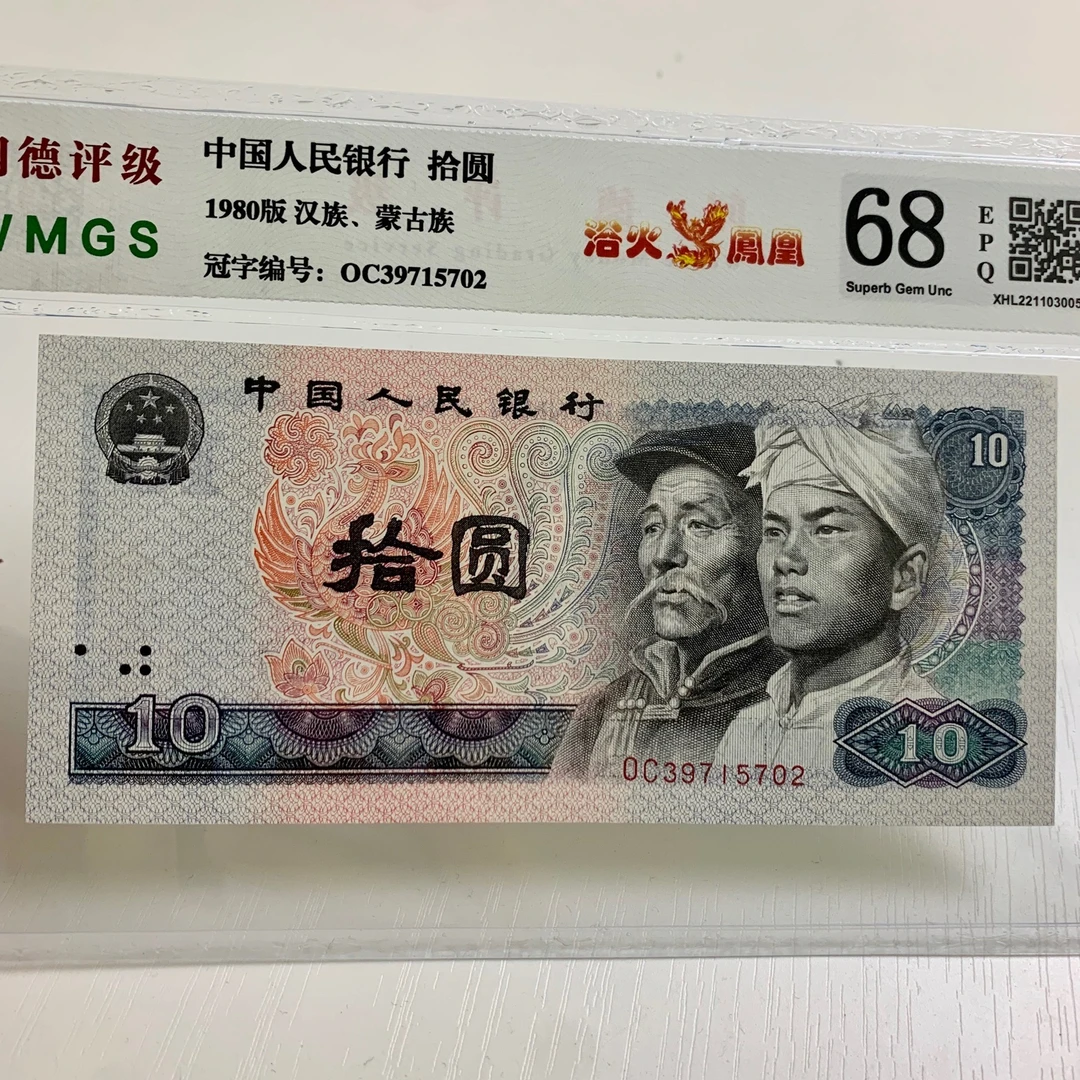 德评级
MGS
中国人民银行 拾圆
1980版 汉族、蒙古族
冠字编号：OC39715702
浴火鳳凰
68
EPQ
Superb Gem Unc
XHL221103005
中国人民银行
10
拾圆
10
OC39715702
10